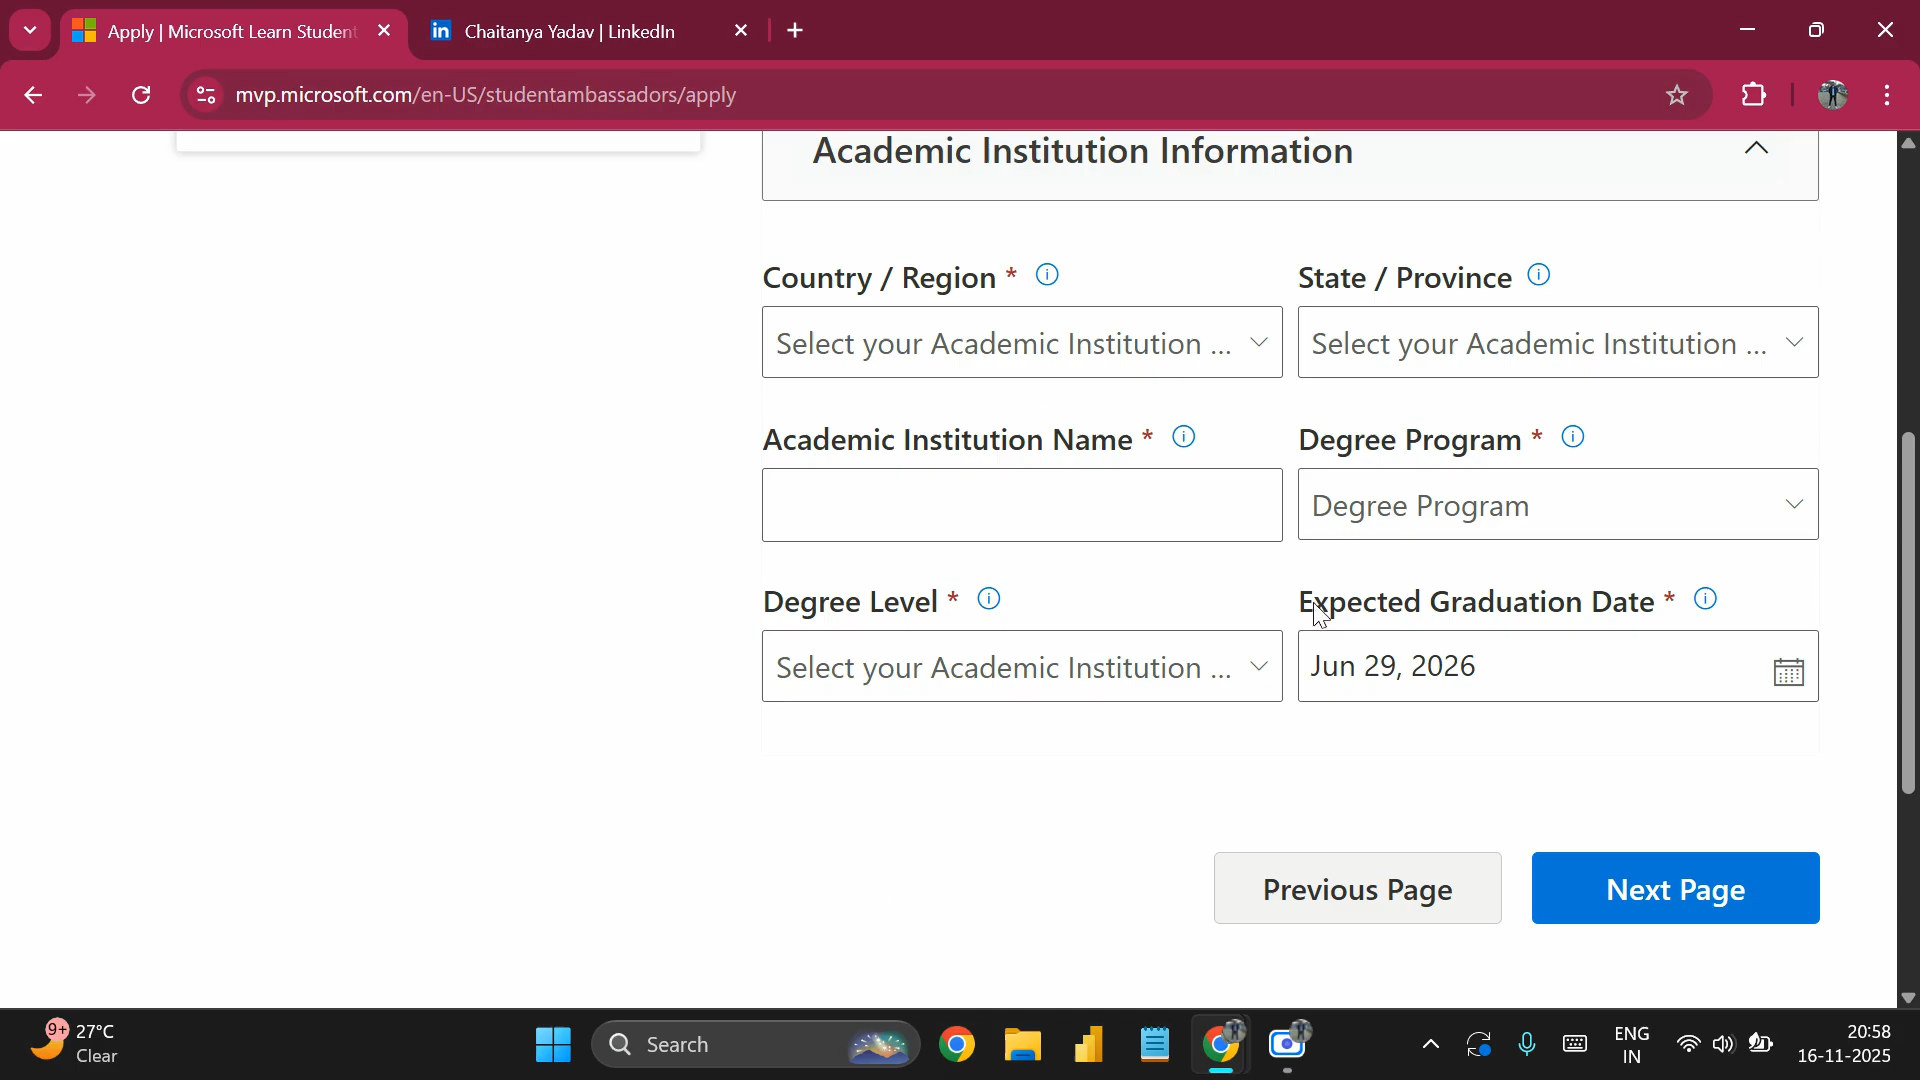 Apply | Microsoft Learn Student
Chaitanya Yadav | LinkedIn
mvp.microsoft.com/en-US/studentambassadors/apply
Academic Institution Information
Country / Region *
State / Province
Select your Academic Institution ...
Select your Academic Institution ...
Academic Institution Name *
Degree Program *
Degree Program
Degree Level *
Expected Graduation Date *
Select your Academic Institution ...
Jun 29, 2026
Previous Page
Next Page
9+
27°C
Clear
Search
ENG
IN
20:58
16-11-2025